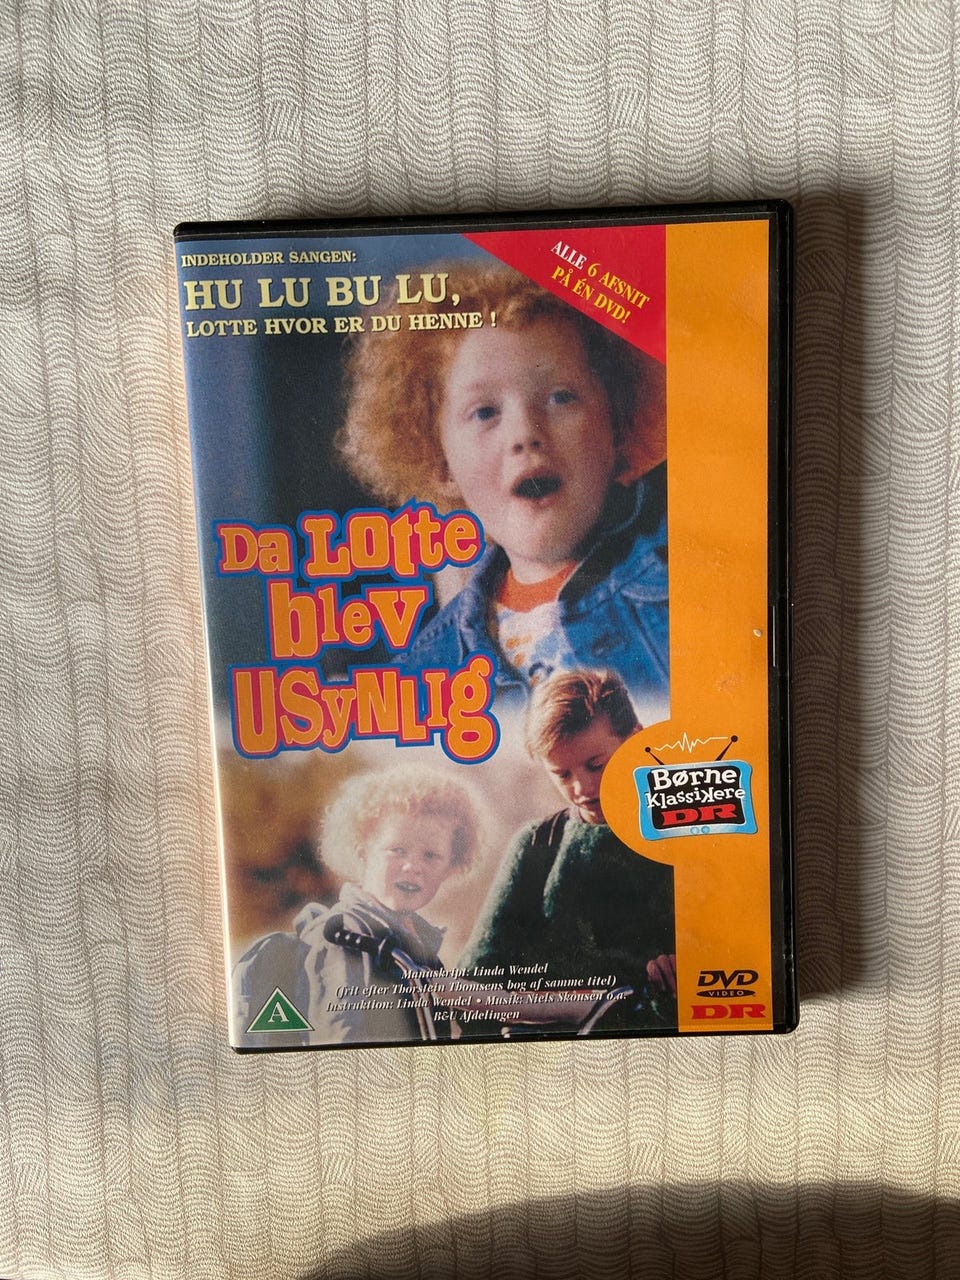 INDEHOLDER SANGEN:
HU LU BU LU,
LOTTE HVOR ER DU HENNE !
ALLE 6 AFSNIT
PÅ ÉN DVD!
Da Lotte
blev
USyNLIg
Børne
Klassikere
DR
Manuskript: Linda Wendel
(frit efter Thorstein Thomsens bog af samme titel)
Instruktion: Linda Wendel • Musik: Niels Skousen o.a.
B&U Afdelingen
A
DVD
VIDEO
DR